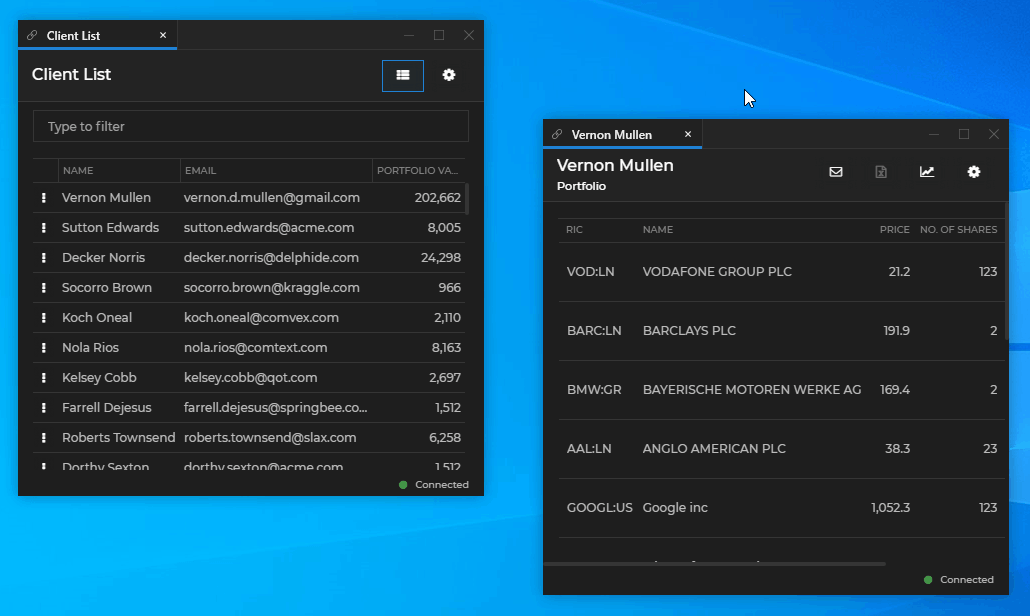 Client List
Client List
Type to filter
NAME EMAIL PORTFOLIO VA...
Vernon Mullen vernon.d.mullen@gmail.com 202,662
Sutton Edwards sutton.edwards@acme.com 8,005
Decker Norris decker.norris@delphide.com 24,298
Socorro Brown socorro.brown@kraggle.com 966
Koch Oneal koch.oneal@comvex.com 2,110
Nola Rios nola.rios@comtext.com 8,163
Kelsey Cobb kelsey.cobb@qot.com 2,697
Farrell Dejesus farrell.dejesus@springbee.co... 1,512
Roberts Townsend roberts.townsend@slax.com 6,258
Dorthy Sexton dorthy.sexton@acme.com 1,512
Connected
Vernon Mullen
Vernon Mullen
Portfolio
RIC NAME PRICE NO. OF SHARES
VOD:LN VODAFONE GROUP PLC 21.2 123
BARC:LN BARCLAYS PLC 191.9 2
BMW:GR BAYERISCHE MOTOREN WERKE AG 169.4 2
AAL:LN ANGLO AMERICAN PLC 38.3 23
GOOGL:US Google inc 1,052.3 123
Connected